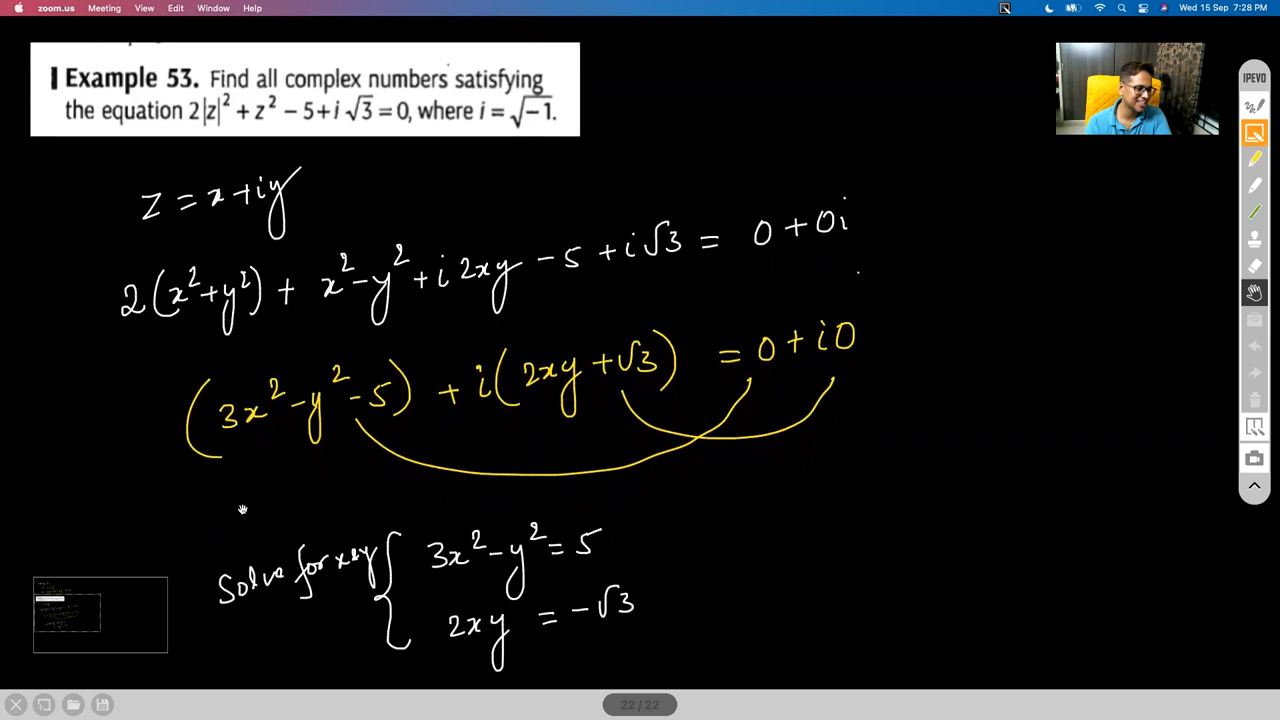 zoom.us Meeting View Edit Window Help
Wed 15 Sep 7:28 PM
Example 53. Find all complex numbers satisfying
the equation 2|z|² + z² − 5 + i √3 = 0, where i = √−1.
IPEVO
z = x + iy
2(x² + y²) + x² − y² + i 2xy − 5 + i√3 = 0 + 0i
(3x² − y² − 5) + i(2xy + √3) = 0 + i0
Solve for x & y { 3x² − y² = 5
2xy = −√3
22 / 22